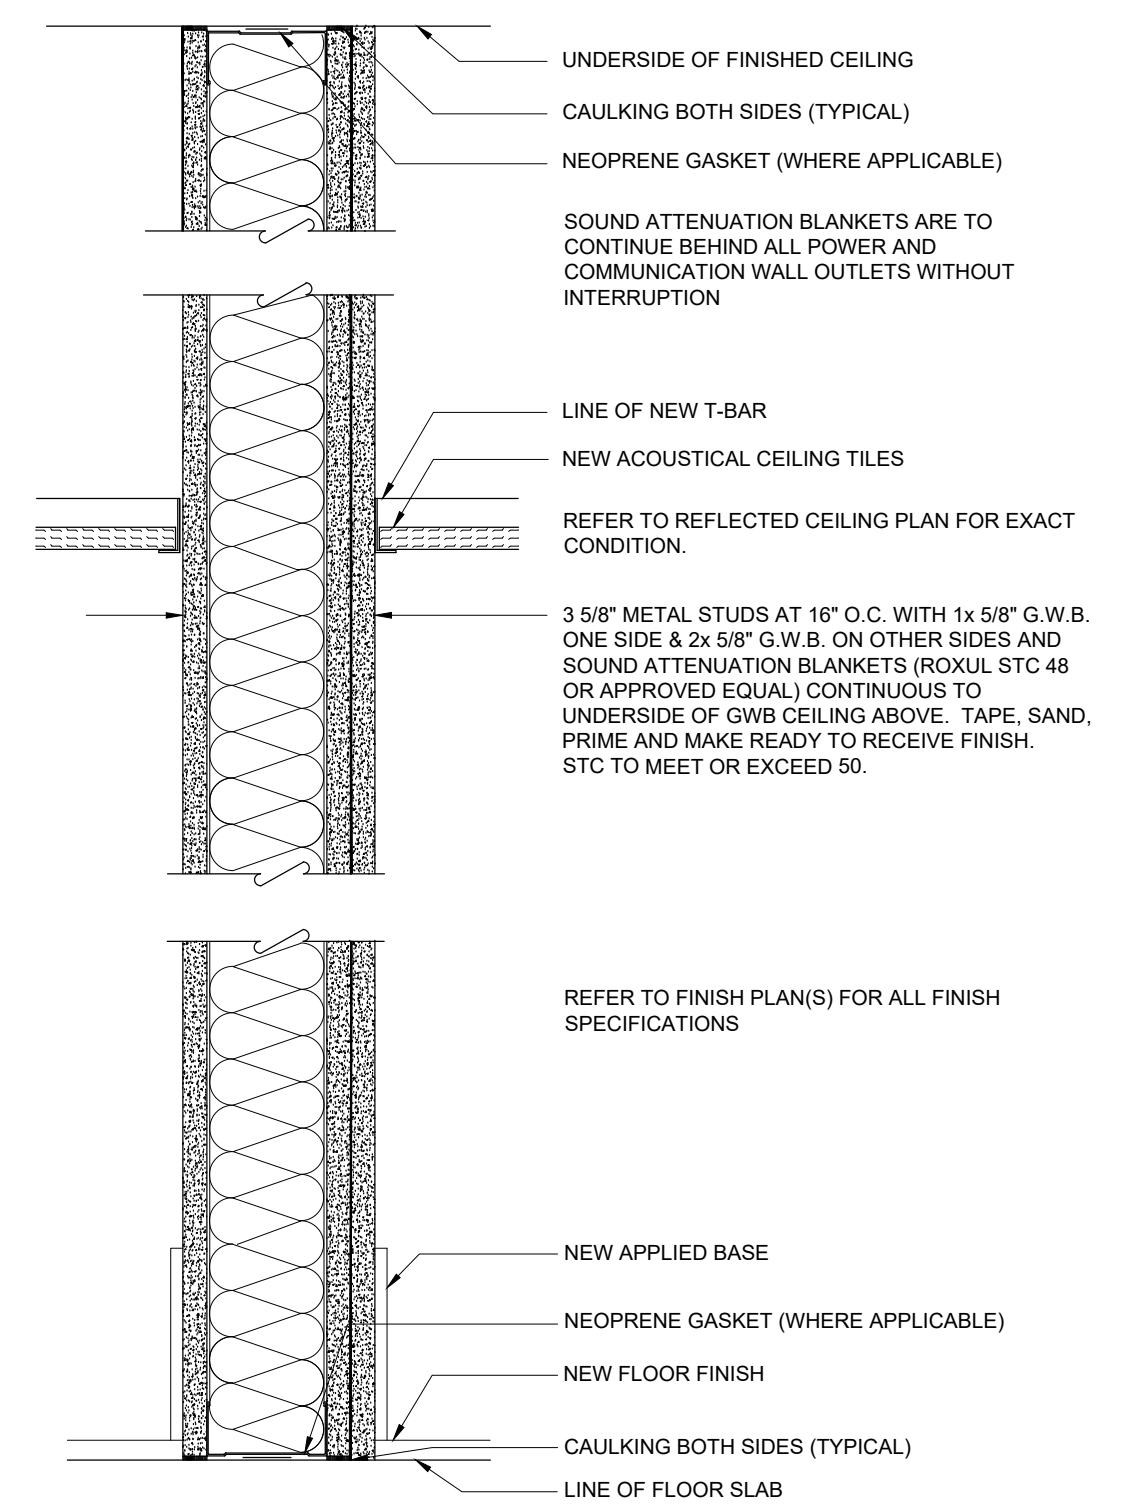 UNDERSIDE OF FINISHED CEILING
CAULKING BOTH SIDES (TYPICAL)
NEOPRENE GASKET (WHERE APPLICABLE)
SOUND ATTENUATION BLANKETS ARE TO
CONTINUE BEHIND ALL POWER AND
COMMUNICATION WALL OUTLETS WITHOUT
INTERRUPTION
LINE OF NEW T-BAR
NEW ACOUSTICAL CEILING TILES
REFER TO REFLECTED CEILING PLAN FOR EXACT
CONDITION.
3 5/8" METAL STUDS AT 16" O.C. WITH 1x 5/8" G.W.B.
ONE SIDE & 2x 5/8" G.W.B. ON OTHER SIDES AND
SOUND ATTENUATION BLANKETS (ROXUL STC 48
OR APPROVED EQUAL) CONTINUOUS TO
UNDERSIDE OF GWB CEILING ABOVE. TAPE, SAND,
PRIME AND MAKE READY TO RECEIVE FINISH.
STC TO MEET OR EXCEED 50.
REFER TO FINISH PLAN(S) FOR ALL FINISH
SPECIFICATIONS
NEW APPLIED BASE
NEOPRENE GASKET (WHERE APPLICABLE)
NEW FLOOR FINISH
CAULKING BOTH SIDES (TYPICAL)
LINE OF FLOOR SLAB